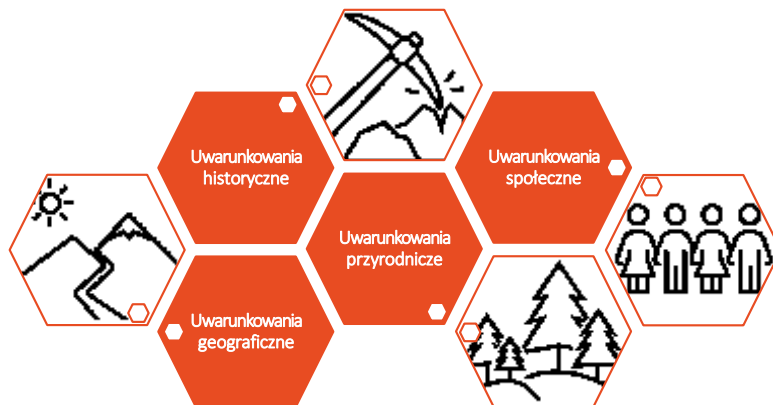 Uwarunkowania
historyczne
Uwarunkowania
społeczne
Uwarunkowania
przyrodnicze
Uwarunkowania
geograficzne